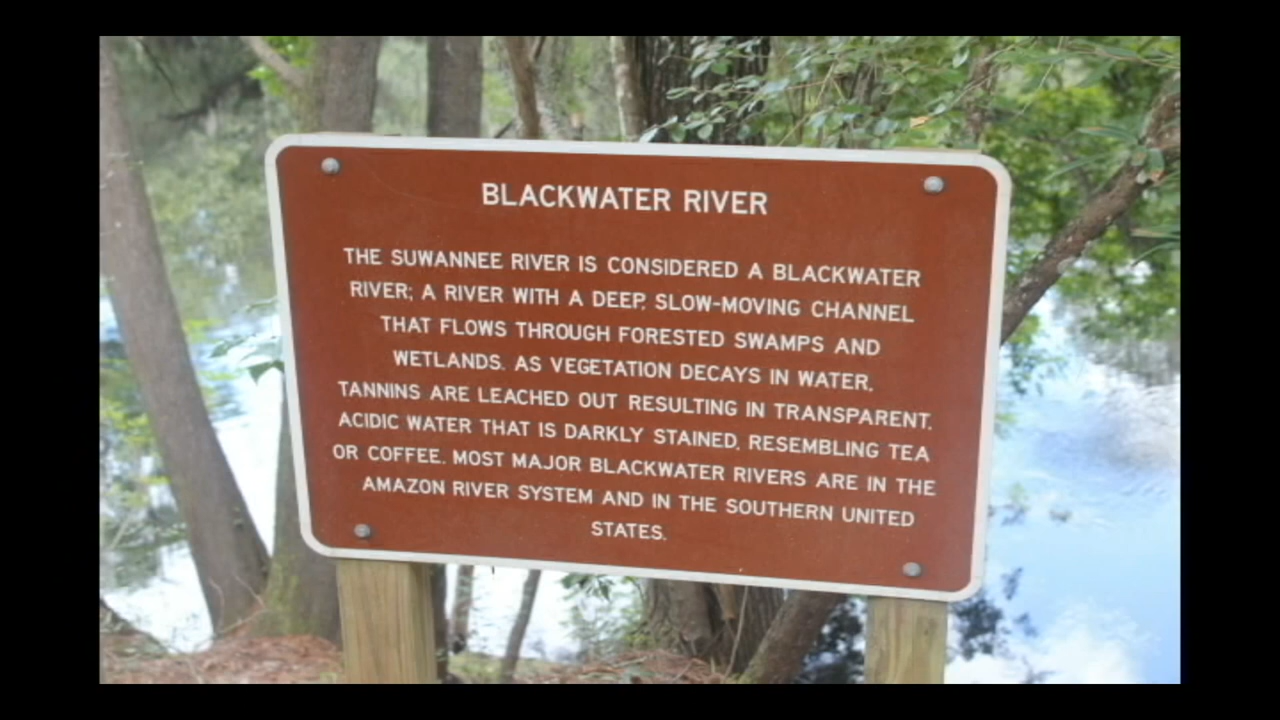 BLACKWATER RIVER
THE SUWANNEE RIVER IS CONSIDERED A BLACKWATER
RIVER; A RIVER WITH A DEEP, SLOW-MOVING CHANNEL
THAT FLOWS THROUGH FORESTED SWAMPS AND
WETLANDS. AS VEGETATION DECAYS IN WATER,
TANNINS ARE LEACHED OUT RESULTING IN TRANSPARENT,
ACIDIC WATER THAT IS DARKLY STAINED, RESEMBLING TEA
OR COFFEE. MOST MAJOR BLACKWATER RIVERS ARE IN THE
AMAZON RIVER SYSTEM AND IN THE SOUTHERN UNITED
STATES.